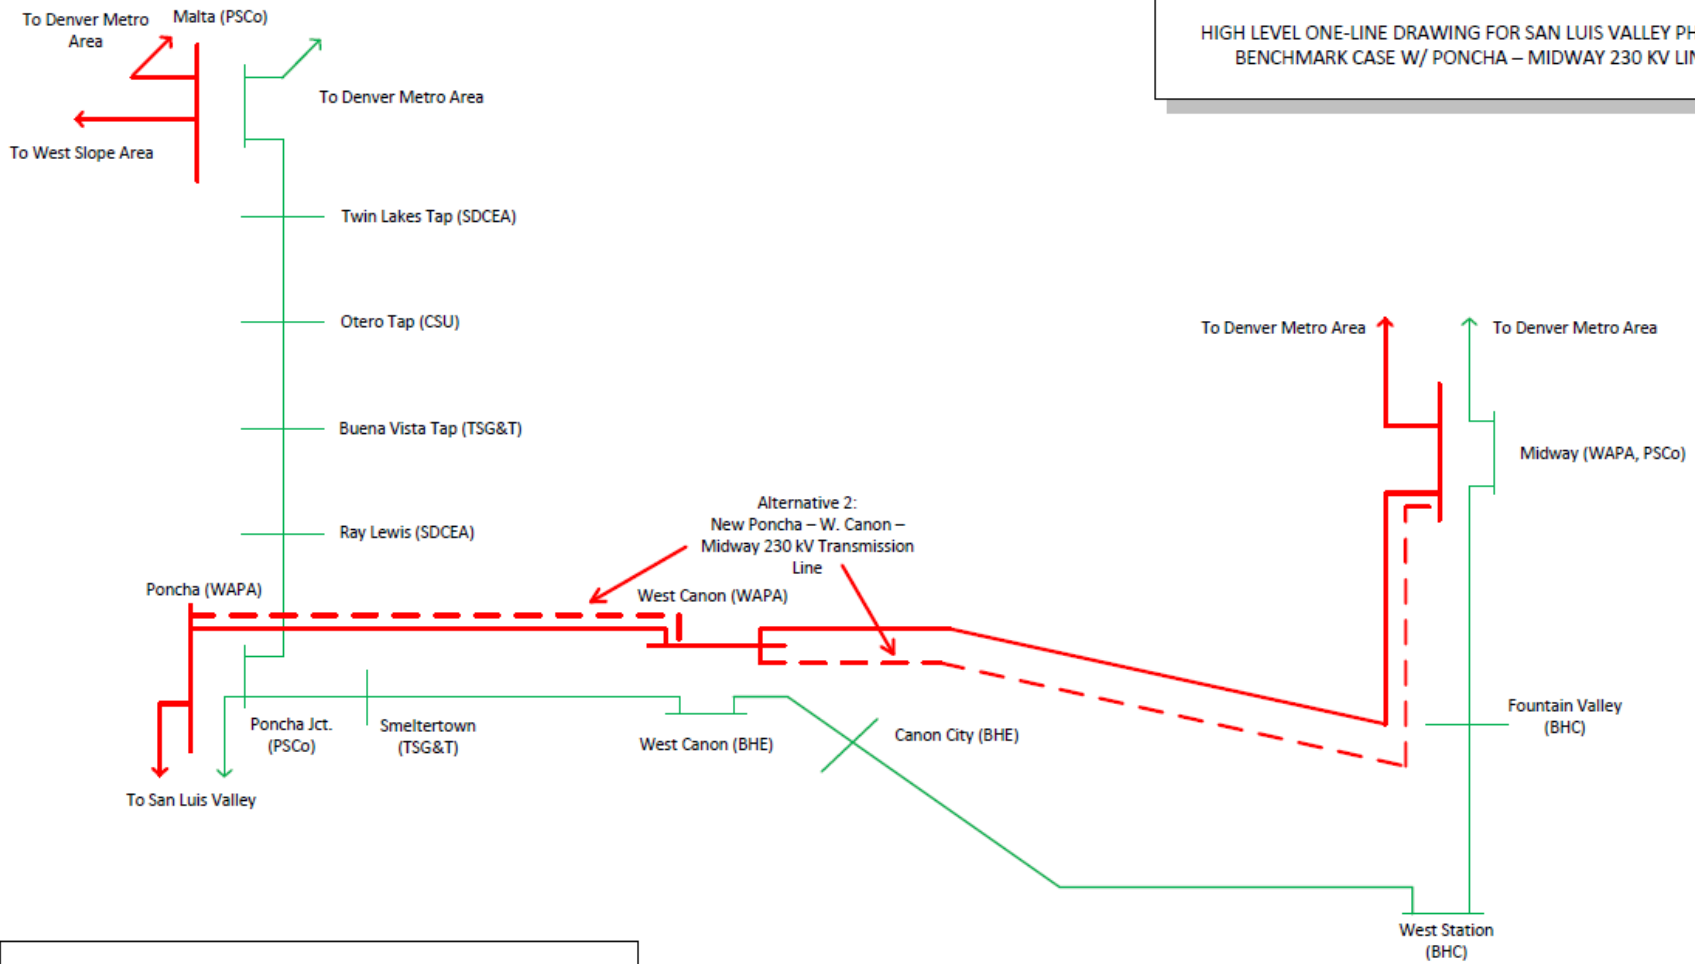 To Denver Metro
Area
Malta (PSCo)
HIGH LEVEL ONE-LINE DRAWING FOR SAN LUIS VALLEY
BENCHMARK CASE W/ PONCHA – MIDWAY 230 KV
To Denver Metro Area
To West Slope Area
Twin Lakes Tap (SDCEA)
Otero Tap (CSU)
To Denver Metro Area
To Denver Metro Area
Buena Vista Tap (TSG&T)
Midway (WAPA, PSCo)
Alternative 2:
New Poncha – W. Canon –
Midway 230 kV Transmission
Line
Ray Lewis (SDCEA)
Poncha (WAPA)
West Canon (WAPA)
Poncha Jct.
(PSCo)
Smeltertown
(TSG&T)
West Canon (BHE)
Canon City (BHE)
Fountain Valley
(BHC)
To San Luis Valley
West Station
(BHC)